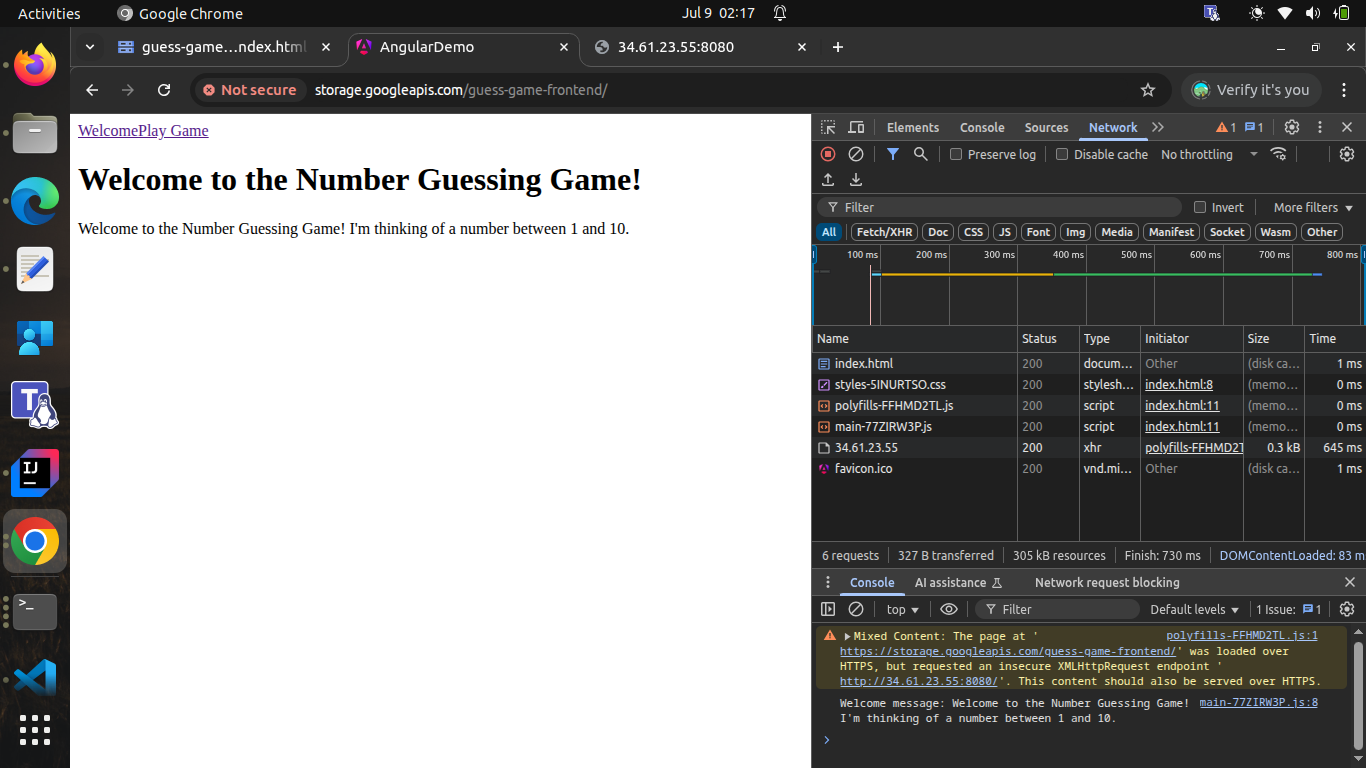 Activities
Google Chrome
Jul 9 02:17
guess-game...ndex.html
AngularDemo
34.61.23.55:8080
Not secure
storage.googleapis.com/guess-game-frontend/
Verify it's you
WelcomePlay Game
Welcome to the Number Guessing Game!
Welcome to the Number Guessing Game! I'm thinking of a number between 1 and 10.
Elements Console Sources Network 1 1
Preserve log Disable cache No throttling
Filter Invert More filters
All Fetch/XHR Doc CSS JS Font Img Media Manifest Socket Wasm Other
100 ms 200 ms 300 ms 400 ms 500 ms 600 ms 700 ms 800 ms
Name Status Type Initiator Size Time
index.html 200 docum... Other (disk ca... 1 ms
styles-5INURTSO.css 200 stylesh... index.html:8 (memo... 0 ms
polyfills-FFHMD2TL.js 200 script index.html:11 (memo... 0 ms
main-77ZIRW3P.js 200 script index.html:11 (memo... 0 ms
34.61.23.55 200 xhr polyfills-FFHMD2T 0.3 kB 645 ms
favicon.ico 200 vnd.mi... Other (disk ca... 1 ms
6 requests 327 B transferred 305 kB resources Finish: 730 ms DOMContentLoaded: 83 m
Console AI assistance Network request blocking
top Filter Default levels 1 Issue: 1
Mixed Content: The page at ' polyfills-FFHMD2TL.js:1
https://storage.googleapis.com/guess-game-frontend/' was loaded over
HTTPS, but requested an insecure XMLHttpRequest endpoint '
http://34.61.23.55:8080/'. This content should also be served over HTTPS.
Welcome message: Welcome to the Number Guessing Game! main-77ZIRW3P.js:8
I'm thinking of a number between 1 and 10.
T
IJ
>_